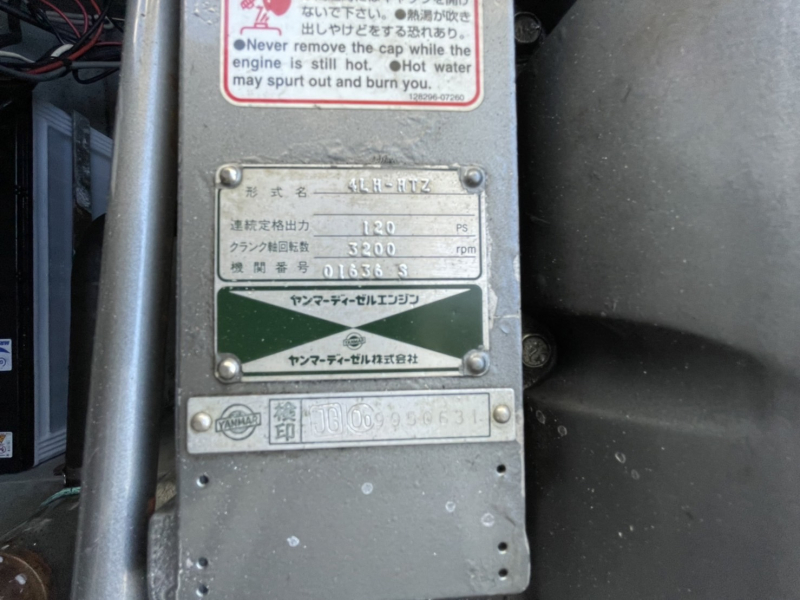 ないで下さい。●熱湯が吹き
出しやけどをする恐れあり。
●Never remove the cap while the
engine is still hot. ●Hot water
may spurt out and burn you.
128296-07260
形式名 4LH-HTZ
連続定格出力 120 PS
クランク軸回転数 3200 rpm
機関番号 01636 S
ヤンマーディーゼルエンジン
ヤンマーディーゼル株式会社
YANMAR 検印 JG 9950631